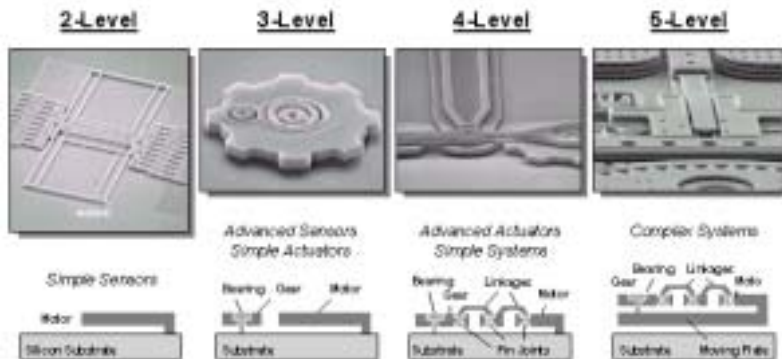 2-Level
3-Level
4-Level
5-Level
Simple Sensors
Advanced Sensors
Simple Actuators
Advanced Actuators
Simple Systems
Complex Systems
Motor
Silicon Substrate
Bearing
Gear
Motor
Substrate
Bearing
Gear
Linkages
Motor
Substrate
Pin Joints
Gear
Bearing
Linkages
Moto
Substrate
Moving Plate